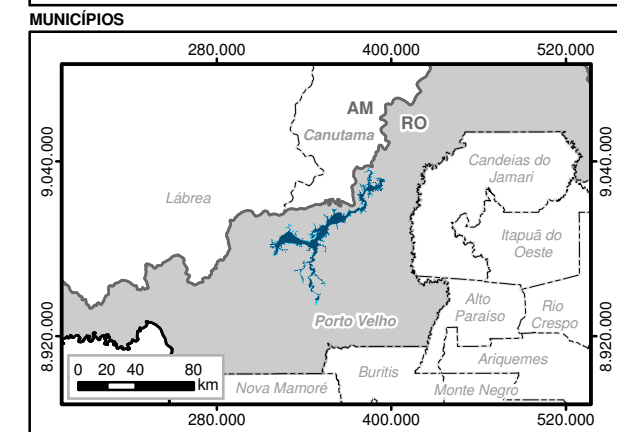 MUNICÍPIOS
280.000 400.000 520.000
AM
RO
Canutama
9.040.000
9.040.000
Candeias do
Jamari
Lábrea
Itapuã do
Oeste
Porto Velho
Alto
Paraíso
Rio
Crespo
8.920.000
8.920.000
Ariquemes
Buritis
0 20 40 80
km
Nova Mamoré
Monte Negro
280.000 400.000 520.000